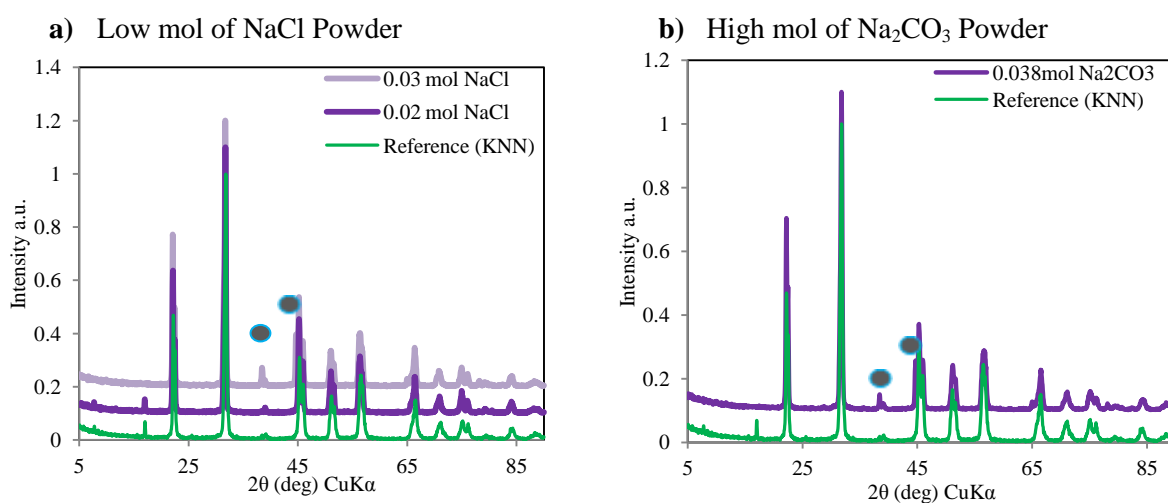 a) Low mol of NaCl Powder
1.4
1.2
1
0.8
0.6
0.4
0.2
0
Intensity a.u.
0.03 mol NaCl
0.02 mol NaCl
Reference (KNN)
5 25 45 65 85
2θ (deg) CuKα
b) High mol of Na₂CO₃ Powder
1.2
1
0.8
0.6
0.4
0.2
0
Intensity a.u.
0.038mol Na2CO3
Reference (KNN)
5 25 45 65 85
2θ (deg) CuKα